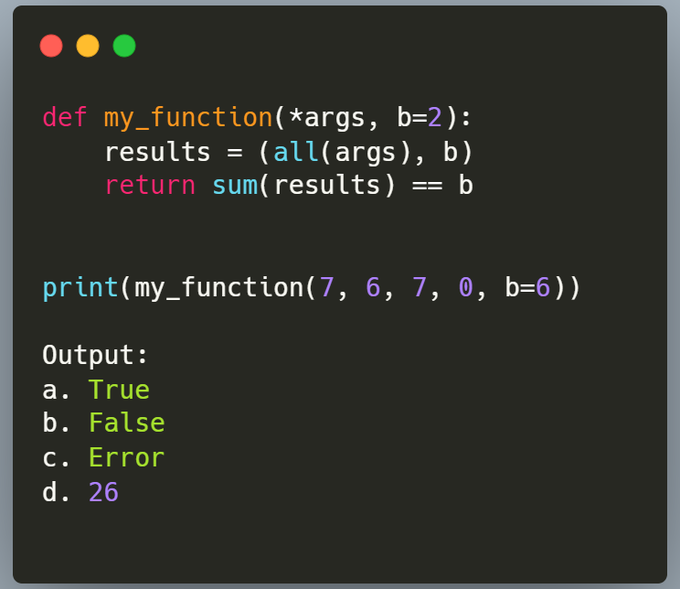 def my_function(*args, b=2):
    results = (all(args), b)
    return sum(results) == b
print(my_function(7, 6, 7, 0, b=6))
Output:
a. True
b. False
c. Error
d. 26